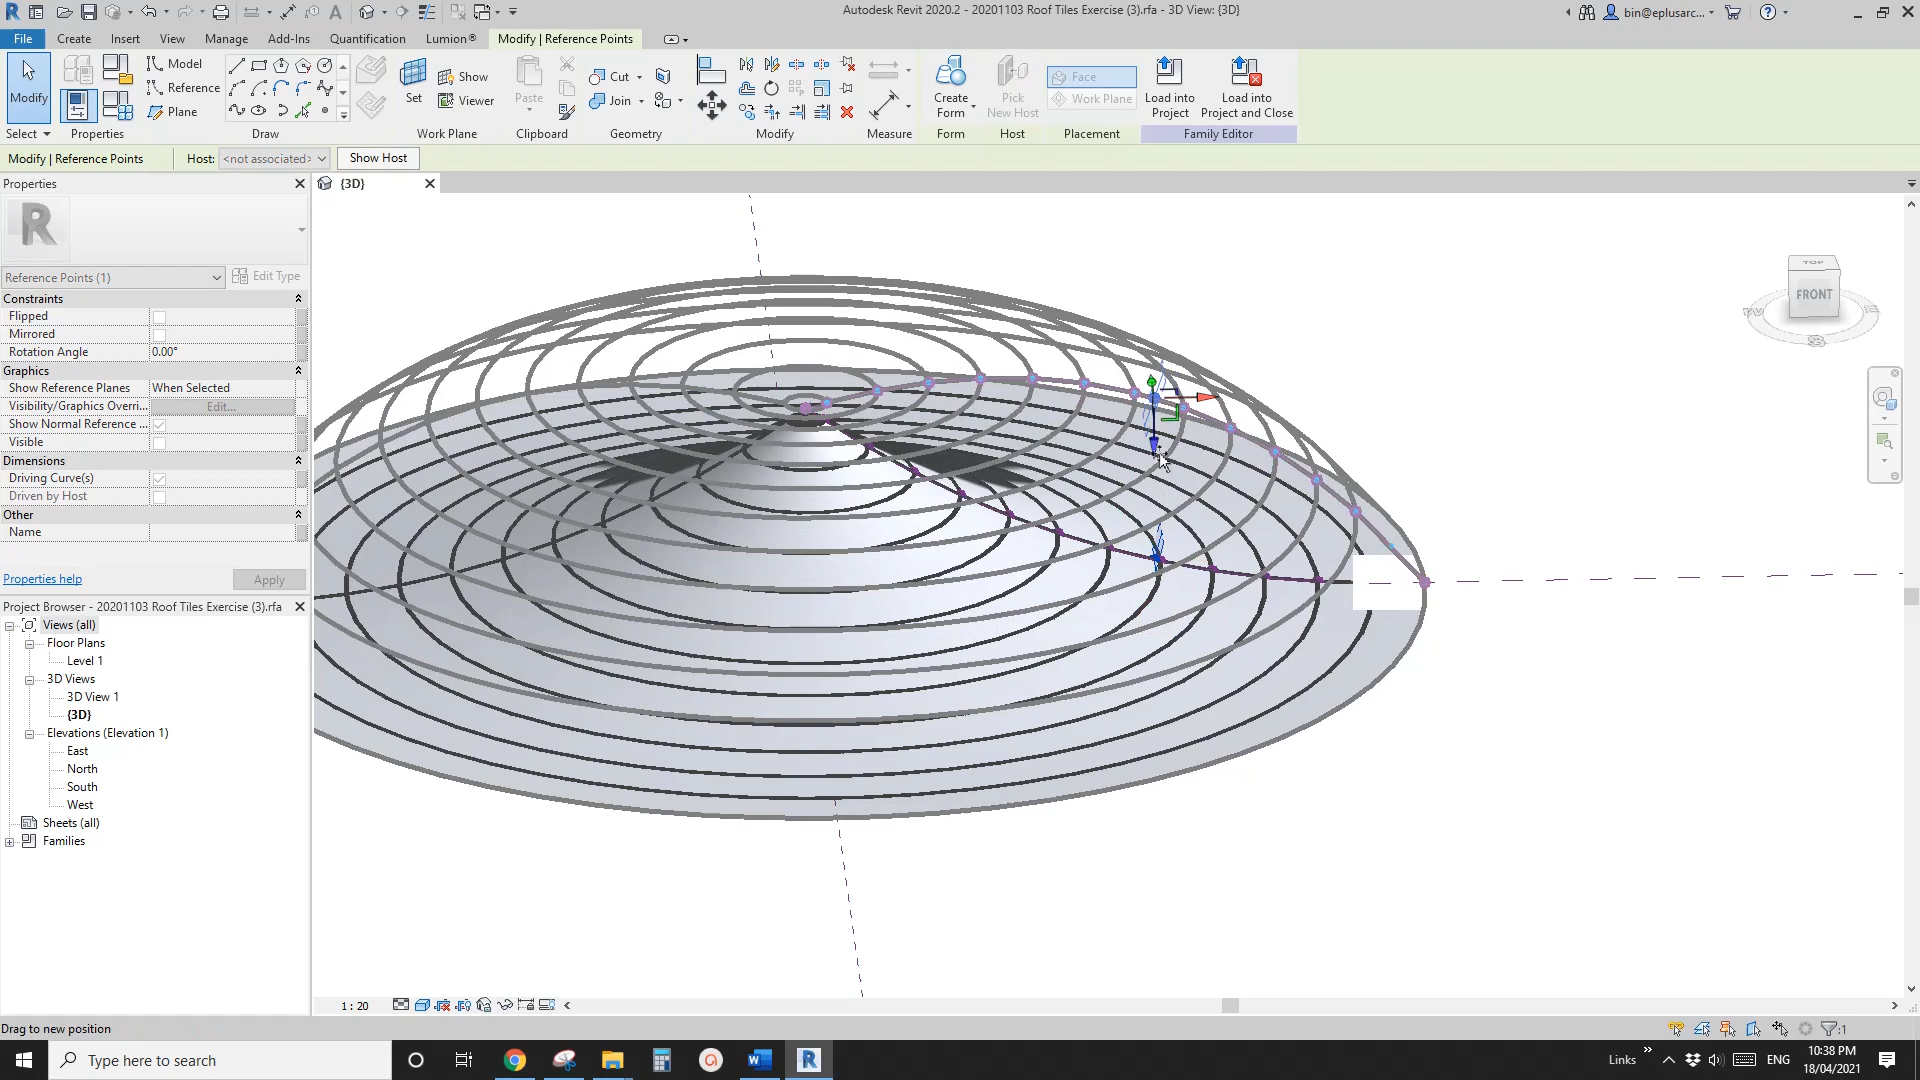 Autodesk Revit 2020.2 - 20201103 Roof Tiles Exercise (3).rfa - 3D View: {3D}
bin@eplusarc...
File Create Insert View Manage Add-Ins Quantification Lumion® Modify | Reference Points
Modify
Model
Reference
Plane
Set
Show
Viewer
Paste
Cut
Join
Create Form
Pick New Host
Face
Work Plane
Load into Project
Load into Project and Close
Select Properties Draw Work Plane Clipboard Geometry Modify Measure Form Host Placement Family Editor
Modify | Reference Points Host: <not associated> Show Host
Properties
{3D}
R
Reference Points (1) Edit Type
Constraints
Flipped
Mirrored
Rotation Angle 0.00°
Graphics
Show Reference Planes When Selected
Visibility/Graphics Overri... Edit...
Show Normal Reference ...
Visible
Dimensions
Driving Curve(s)
Driven by Host
Other
Name
Properties help Apply
Project Browser - 20201103 Roof Tiles Exercise (3).rfa
Views (all)
Floor Plans
Level 1
3D Views
3D View 1
{3D}
Elevations (Elevation 1)
East
North
South
West
Sheets (all)
Families
TOP
FRONT
W
S
1 : 20
Drag to new position
:1
Type here to search
Links
ENG
10:38 PM
18/04/2021